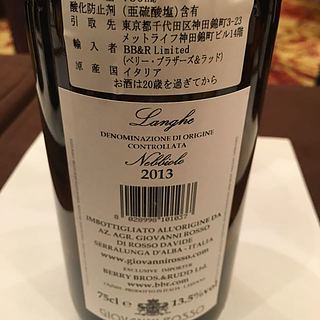 酸化防止剤 (亜硫酸塩)含有
引 取 先 東京都千代田区神田錦町3-23
メットライフ神田錦町ビル14階
輸 入 者 BB&R Limited
(ベリー・ブラザーズ&ラッド)
原 産 国 イタリア
お酒は20歳を過ぎてから
Langhe
DENOMINAZIONE DI ORIGINE
CONTROLLATA
Nebbiolo
2013
IMBOTTIGLIATO ALL'ORIGINE DA
AZ. AGR. GIOVANNI ROSSO
DI ROSSO DAVIDE
SERRALUNGA D'ALBA - ITALIA
www.giovannirosso.com
EXCLUSIVE IMPORTER
BERRY BROS.&RUDD Ltd.
www.bbr.com
PRODOTTO IN ITALIA
75cl e 13.5%vol
GIOVANNI ROSSO